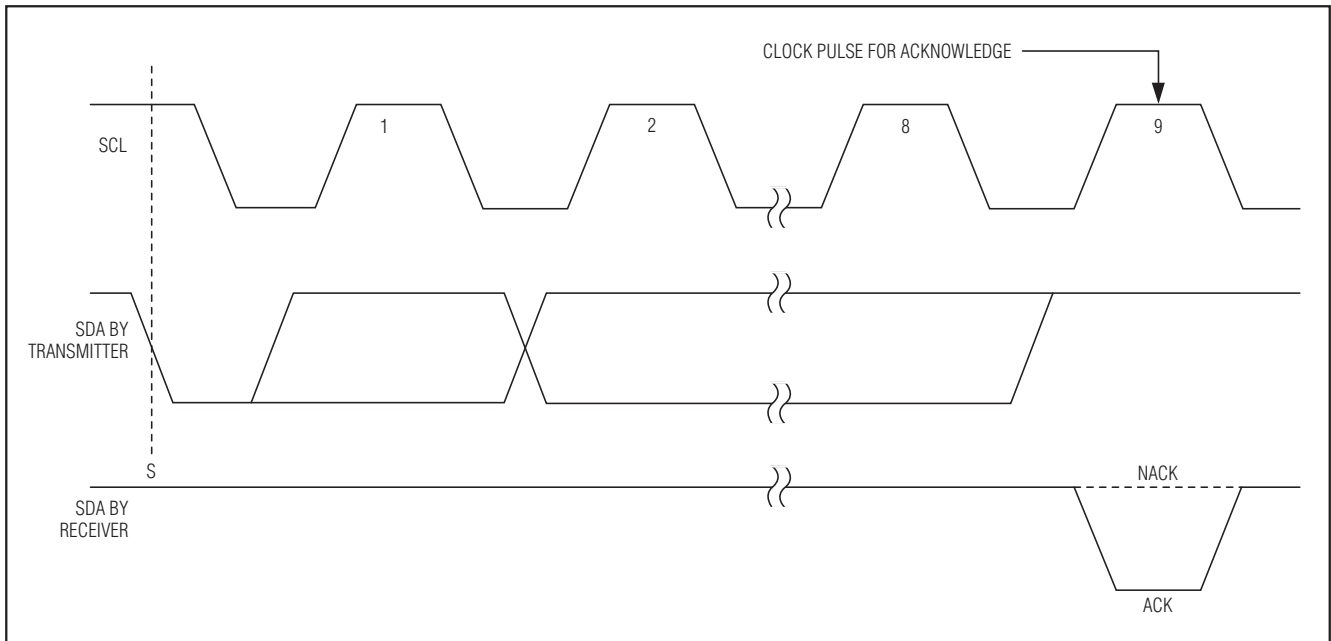 CLOCK PULSE FOR ACKNOWLEDGE
SCL
1
2
8
9
SDA BY
TRANSMITTER
S
SDA BY
RECEIVER
NACK
ACK